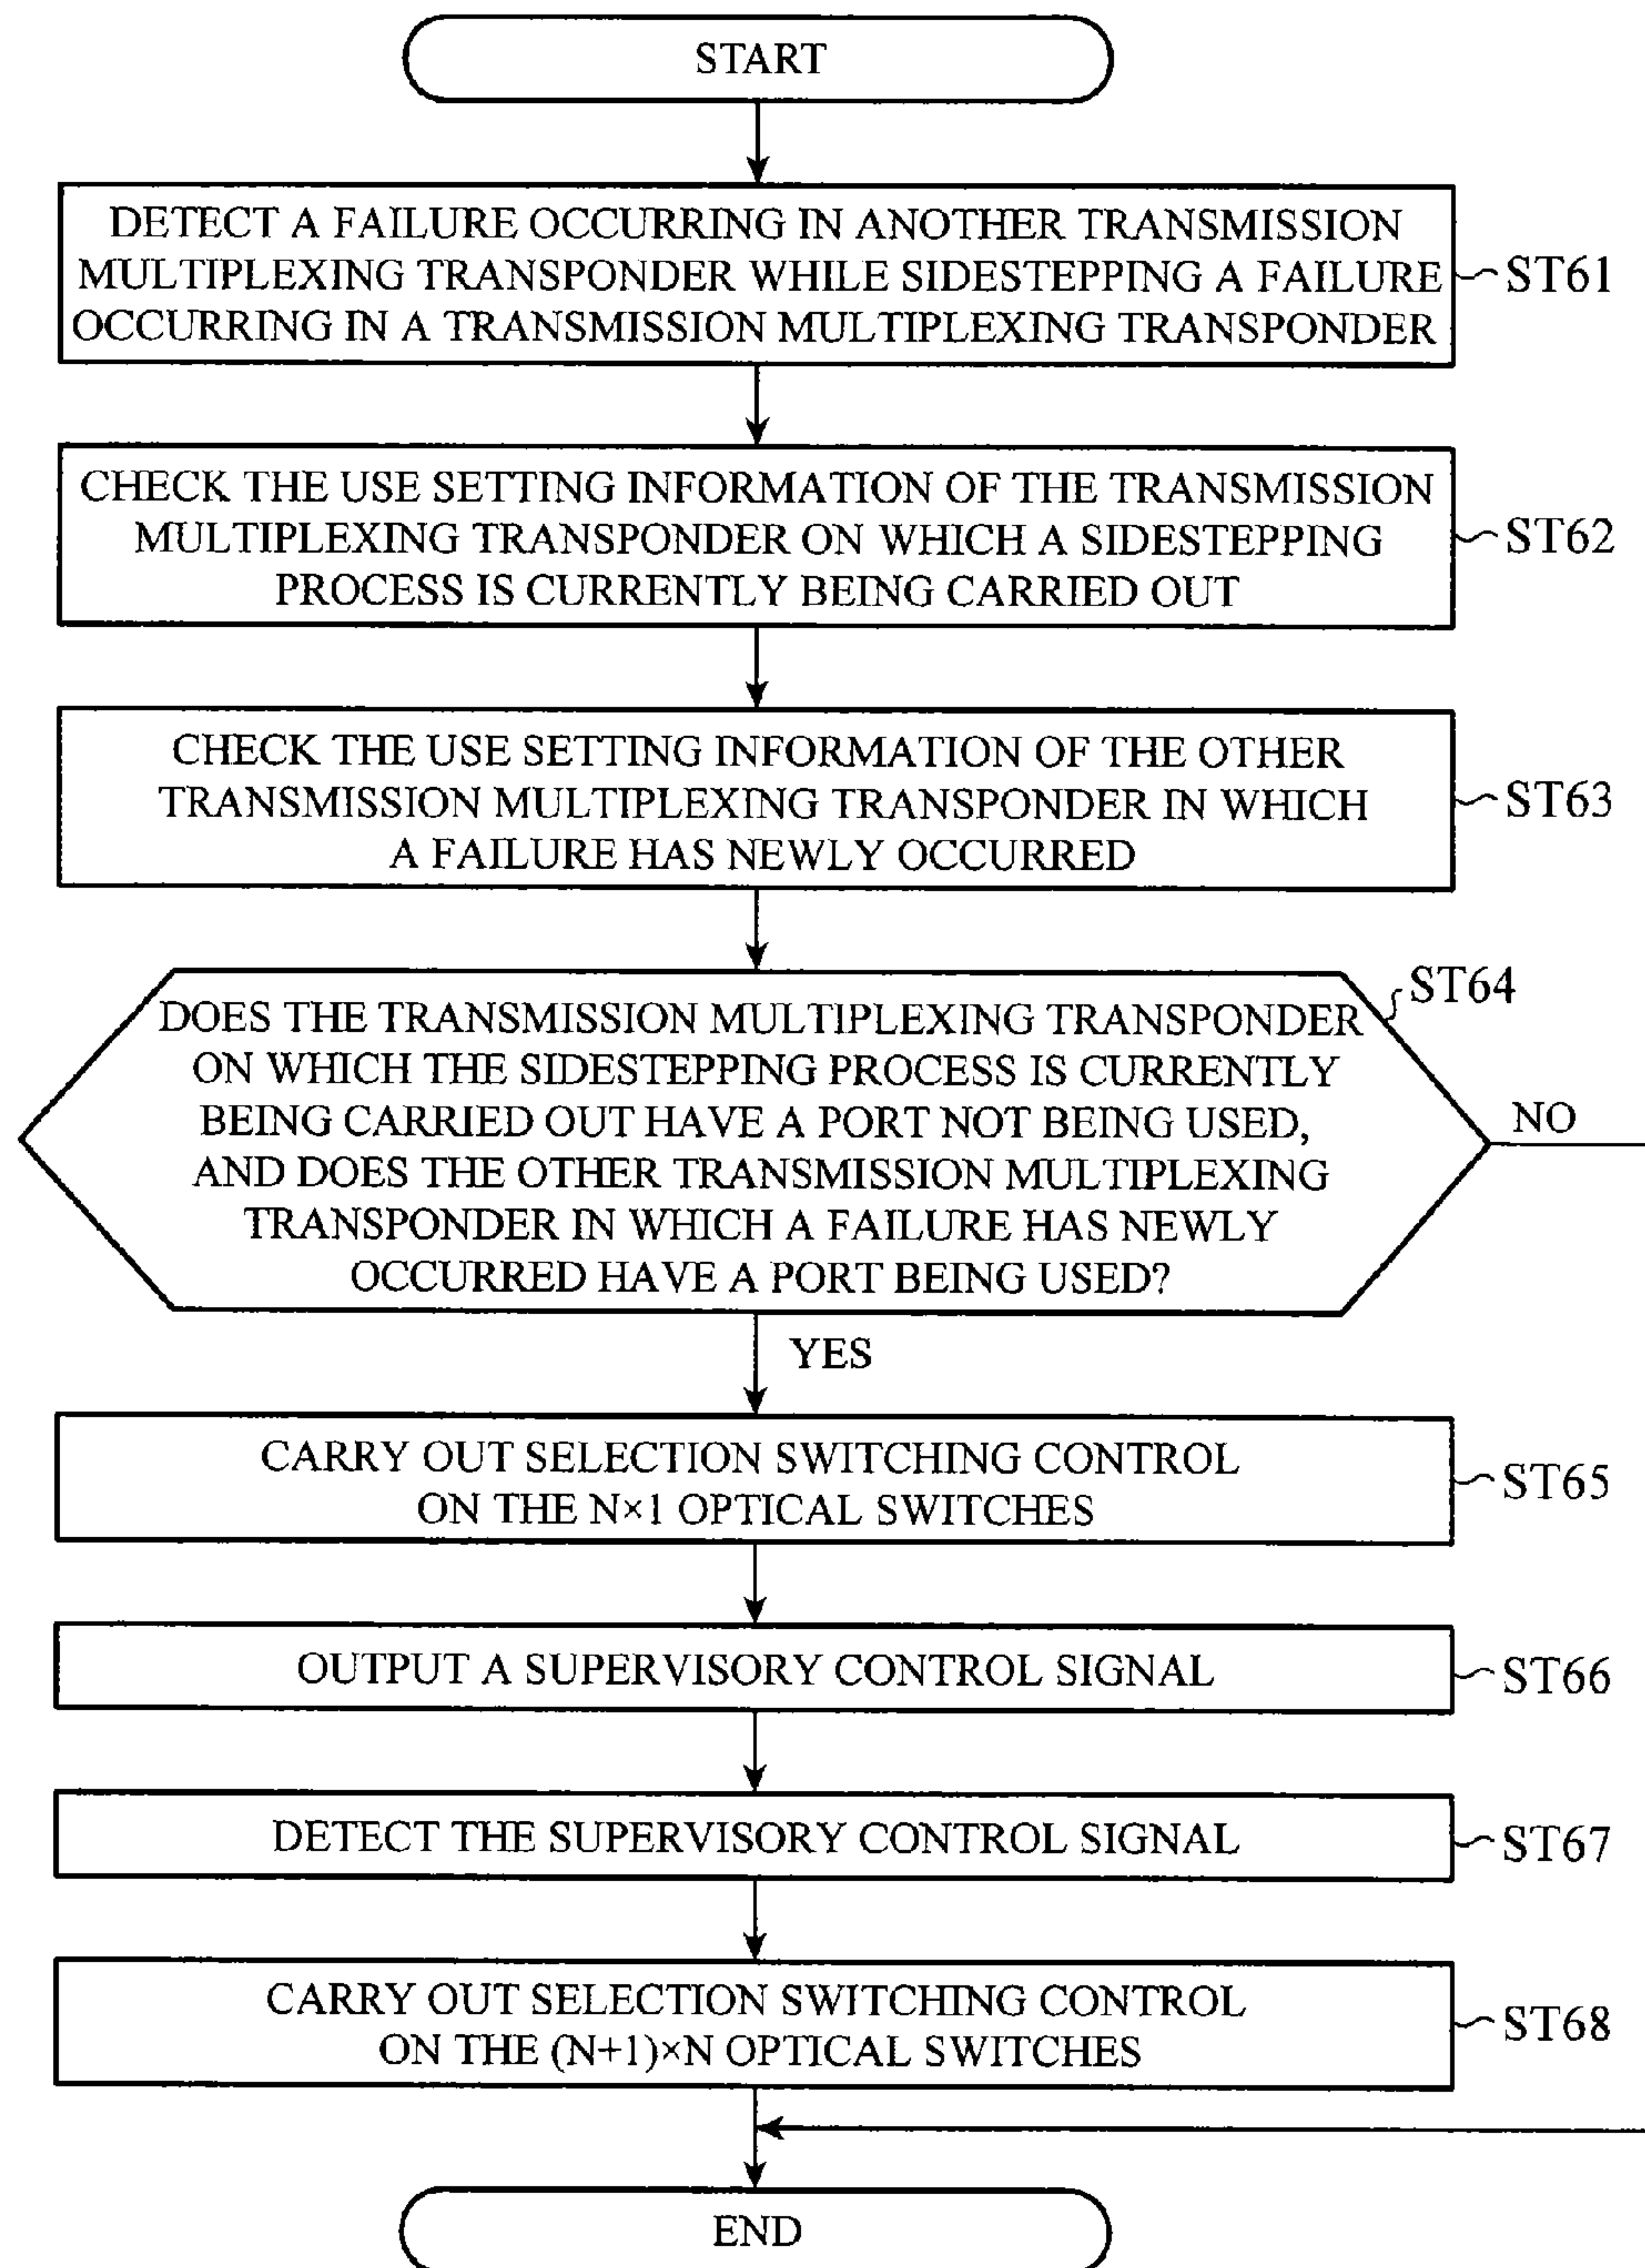 START
DETECT A FAILURE OCCURRING IN ANOTHER TRANSMISSION
MULTIPLEXING TRANSPONDER WHILE SIDESTEPPING A FAILURE
OCCURRING IN A TRANSMISSION MULTIPLEXING TRANSPONDER
ST61
CHECK THE USE SETTING INFORMATION OF THE TRANSMISSION
MULTIPLEXING TRANSPONDER ON WHICH A SIDESTEPPING
PROCESS IS CURRENTLY BEING CARRIED OUT
ST62
CHECK THE USE SETTING INFORMATION OF THE OTHER
TRANSMISSION MULTIPLEXING TRANSPONDER IN WHICH
A FAILURE HAS NEWLY OCCURRED
ST63
ST64
DOES THE TRANSMISSION MULTIPLEXING TRANSPONDER
ON WHICH THE SIDESTEPPING PROCESS IS CURRENTLY
BEING CARRIED OUT HAVE A PORT NOT BEING USED,
AND DOES THE OTHER TRANSMISSION MULTIPLEXING
TRANSPONDER IN WHICH A FAILURE HAS NEWLY
OCCURRED HAVE A PORT BEING USED?
NO
YES
CARRY OUT SELECTION SWITCHING CONTROL
ON THE N×1 OPTICAL SWITCHES
ST65
OUTPUT A SUPERVISORY CONTROL SIGNAL
ST66
DETECT THE SUPERVISORY CONTROL SIGNAL
ST67
CARRY OUT SELECTION SWITCHING CONTROL
ON THE (N+1)×N OPTICAL SWITCHES
ST68
END